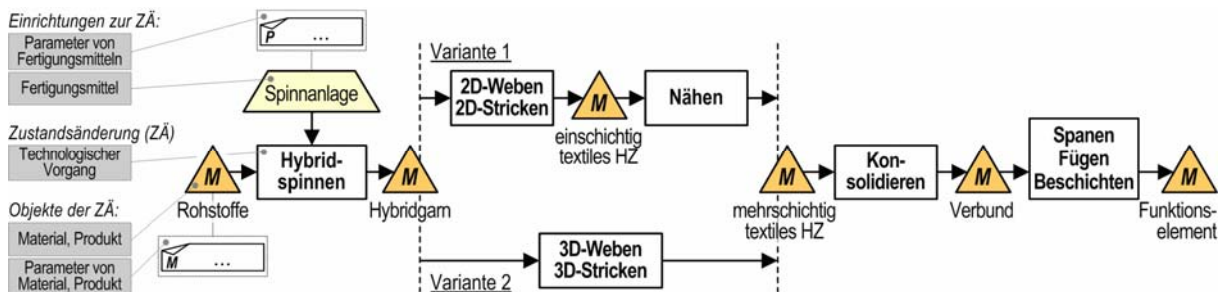 Einrichtungen zur ZÄ:
Parameter von
Fertigungsmitteln
Fertigungsmittel
Zustandsänderung (ZÄ)
Technologischer
Vorgang
Objekte der ZÄ:
Material, Produkt
Parameter von
Material, Produkt
P ...
Spinnanlage
M
Rohstoffe
M ...
Hybrid-
spinnen
M
Hybridgarn
Variante 1
2D-Weben
2D-Stricken
M
einschichtig
textiles HZ
Nähen
Variante 2
3D-Weben
3D-Stricken
M
mehrschichtig
textiles HZ
Kon-
solidieren
M
Verbund
Spanen
Fügen
Beschichten
M
Funktions-
element